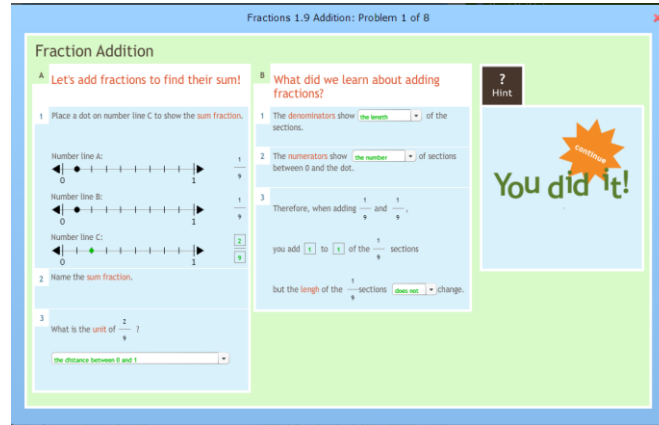 Fractions 1.9 Addition: Problem 1 of 8
Fraction Addition
A
Let's add fractions to find their sum!
1
Place a dot on number line C to show the sum fraction.
Number line A:
0
1
1
9
Number line B:
0
1
1
9
Number line C:
0
1
2
9
2
Name the sum fraction.
3
What is the unit of 2/9 ?
the distance between 0 and 1
B
What did we learn about adding
fractions?
1
The denominators show the length of the
sections.
2
The numerators show the number of sections
between 0 and the dot.
3
Therefore, when adding 1/9 and 1/9,
you add 1 to 1 of the 1/9 sections
but the lengh of the 1/9 sections does not change.
?
Hint
continue
You did it!